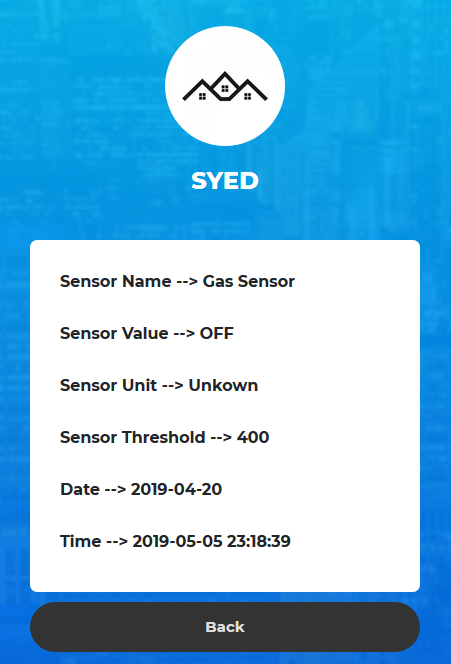 SYED
Sensor Name --> Gas Sensor
Sensor Value --> OFF
Sensor Unit --> Unkown
Sensor Threshold --> 400
Date --> 2019-04-20
Time --> 2019-05-05 23:18:39
Back